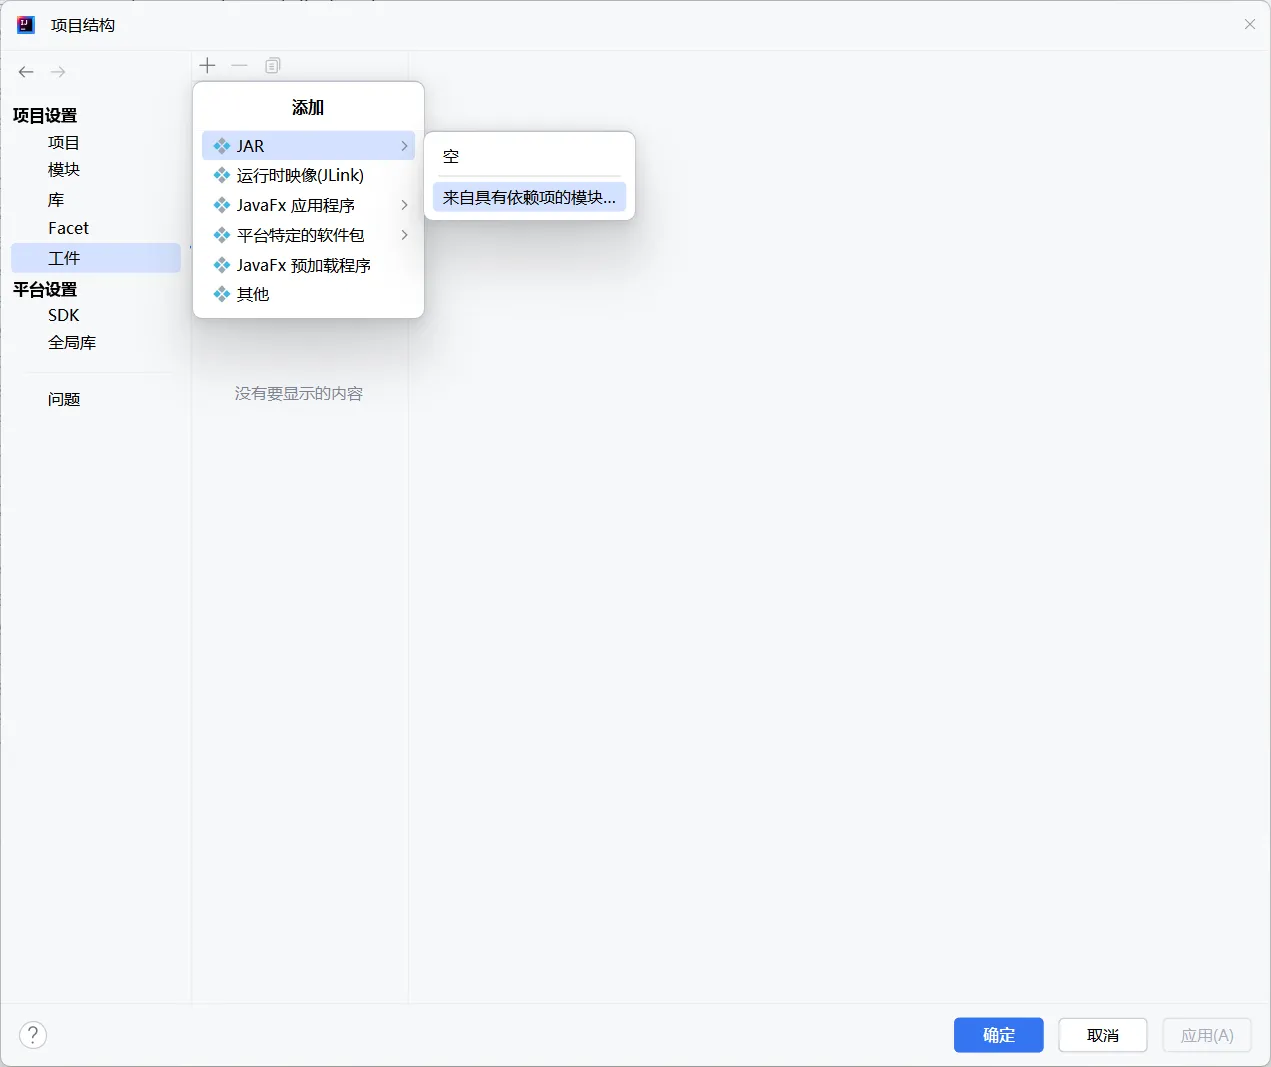 项目结构
项目设置
项目
模块
库
Facet
工件
平台设置
SDK
全局库
问题
添加
JAR
运行时映像(JLink)
JavaFx 应用程序
平台特定的软件包
JavaFx 预加载程序
其他
空
来自具有依赖项的模块...
没有要显示的内容
?
确定
取消
应用(A)